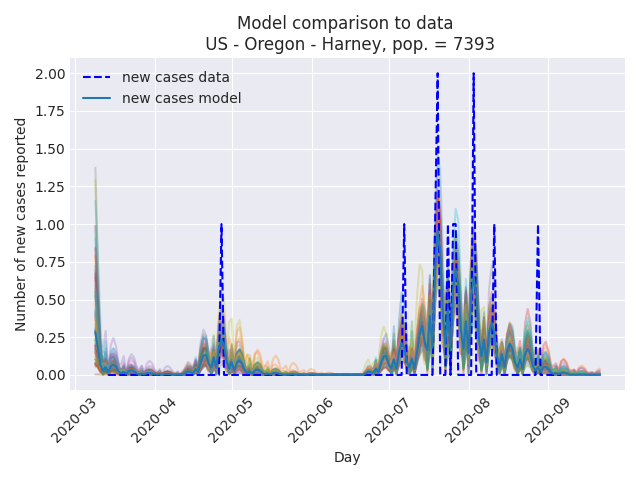 Model comparison to data
US - Oregon - Harney, pop. = 7393
new cases data
new cases model
Number of new cases reported
2.00
1.75
1.50
1.25
1.00
0.75
0.50
0.25
0.00
2020-03
2020-04
2020-05
2020-06
2020-07
2020-08
2020-09
Day